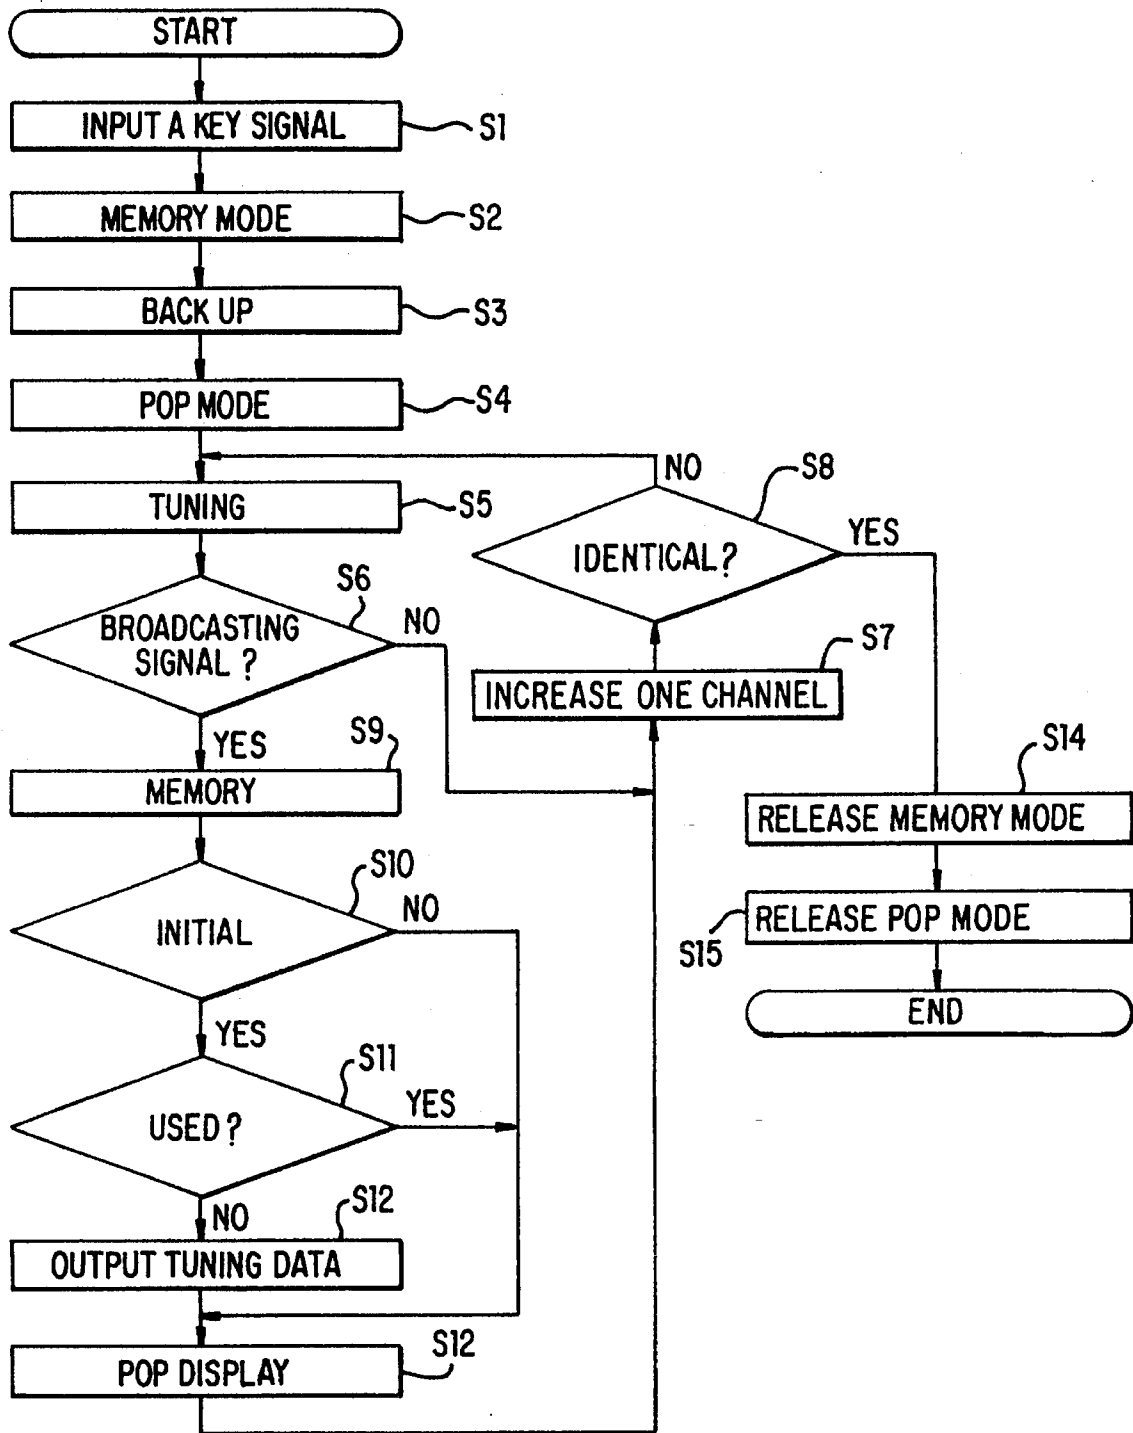 START
INPUT A KEY SIGNAL
S1
MEMORY MODE
S2
BACK UP
S3
POP MODE
S4
TUNING
S5
BROADCASTING
SIGNAL ?
S6
NO
YES
IDENTICAL?
S8
NO
YES
INCREASE ONE CHANNEL
S7
MEMORY
S9
INITIAL
S10
NO
YES
USED?
S11
YES
NO
OUTPUT TUNING DATA
S12
POP DISPLAY
S12
RELEASE MEMORY MODE
S14
RELEASE POP MODE
S15
END